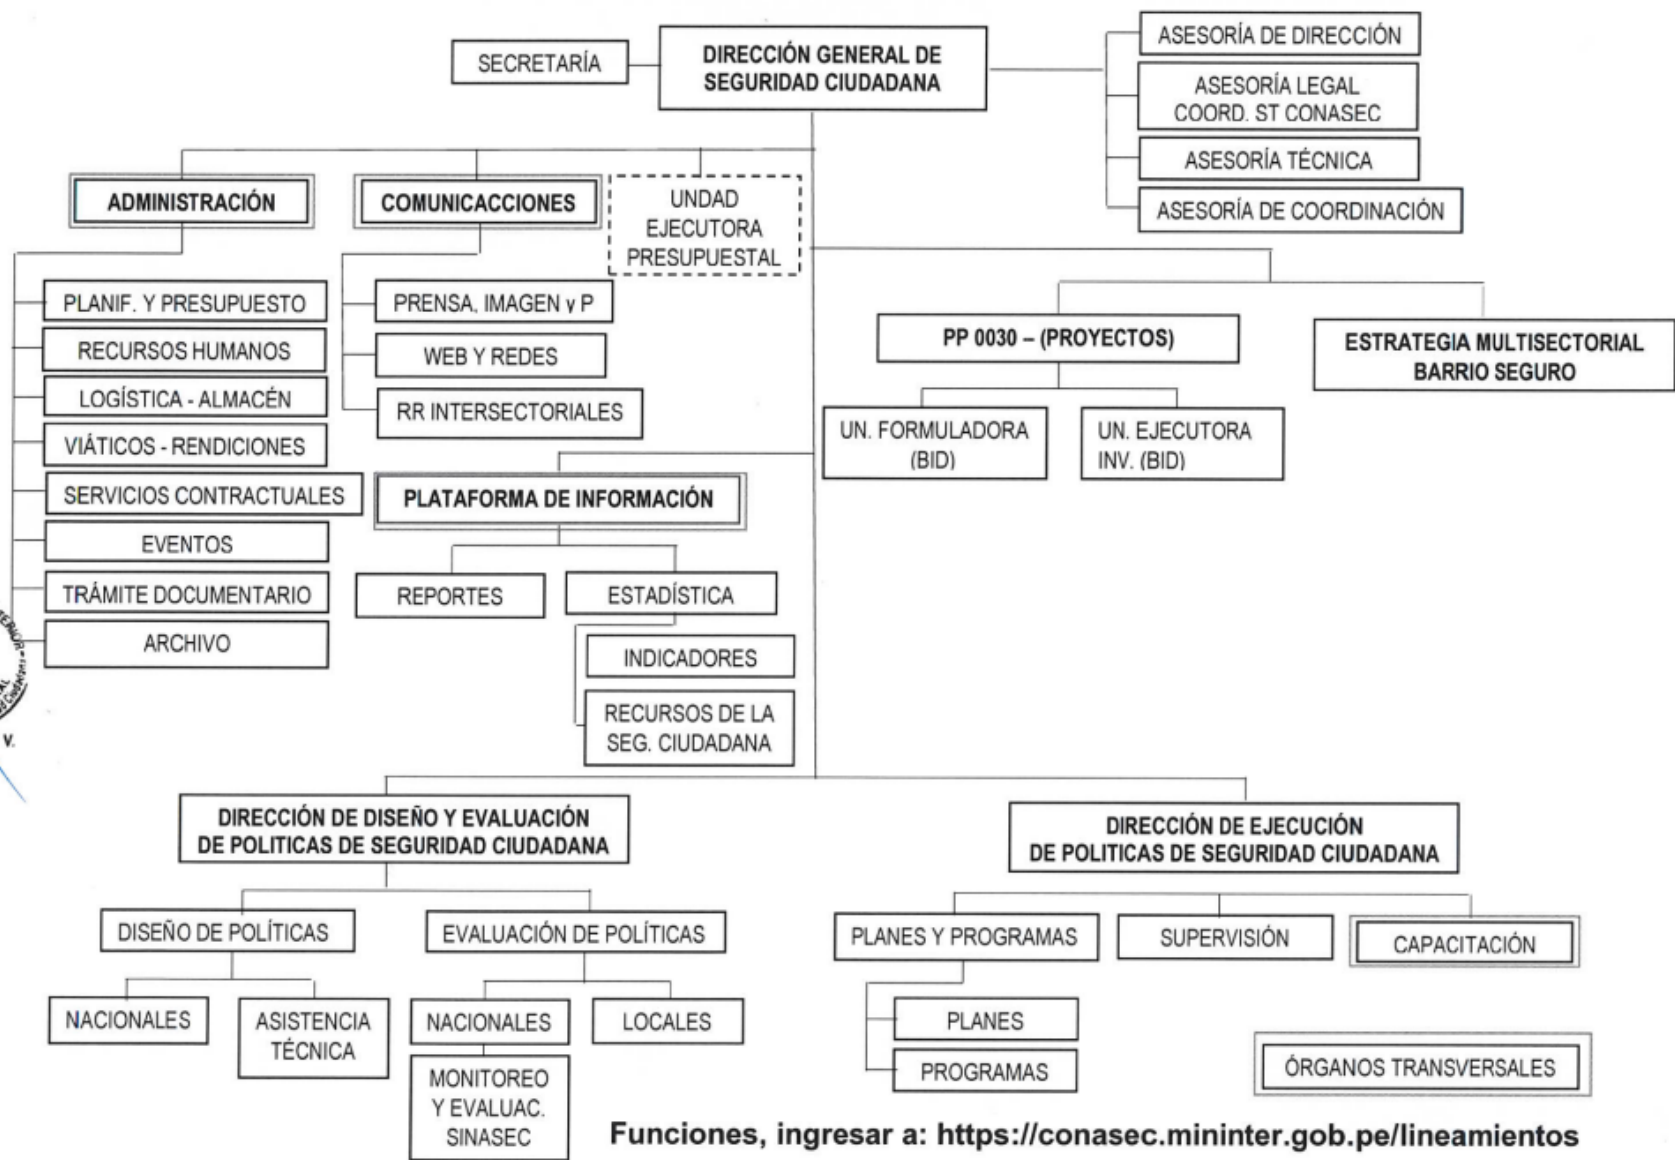 SECRETARÍA
DIRECCIÓN GENERAL DE
SEGURIDAD CIUDADANA
ASESORÍA DE DIRECCIÓN
ASESORÍA LEGAL
COORD. ST CONASEC
ASESORÍA TÉCNICA
ASESORÍA DE COORDINACIÓN
ADMINISTRACIÓN
COMUNICACCIONES
UNDAD
EJECUTORA
PRESUPUESTAL
PLANIF. Y PRESUPUESTO
RECURSOS HUMANOS
LOGÍSTICA - ALMACÉN
VIÁTICOS - RENDICIONES
SERVICIOS CONTRACTUALES
EVENTOS
TRÁMITE DOCUMENTARIO
ARCHIVO
PRENSA, IMAGEN y P
WEB Y REDES
RR INTERSECTORIALES
PP 0030 – (PROYECTOS)
UN. FORMULADORA
(BID)
UN. EJECUTORA
INV. (BID)
ESTRATEGIA MULTISECTORIAL
BARRIO SEGURO
PLATAFORMA DE INFORMACIÓN
REPORTES
ESTADÍSTICA
INDICADORES
RECURSOS DE LA
SEG. CIUDADANA
V.
DIRECCIÓN DE DISEÑO Y EVALUACIÓN
DE POLITICAS DE SEGURIDAD CIUDADANA
DISEÑO DE POLÍTICAS
NACIONALES
ASISTENCIA
TÉCNICA
EVALUACIÓN DE POLÍTICAS
NACIONALES
LOCALES
MONITOREO
Y EVALUAC.
SINASEC
DIRECCIÓN DE EJECUCIÓN
DE POLITICAS DE SEGURIDAD CIUDADANA
PLANES Y PROGRAMAS
SUPERVISIÓN
CAPACITACIÓN
PLANES
PROGRAMAS
ÓRGANOS TRANSVERSALES
Funciones, ingresar a: https://conasec.mininter.gob.pe/lineamientos